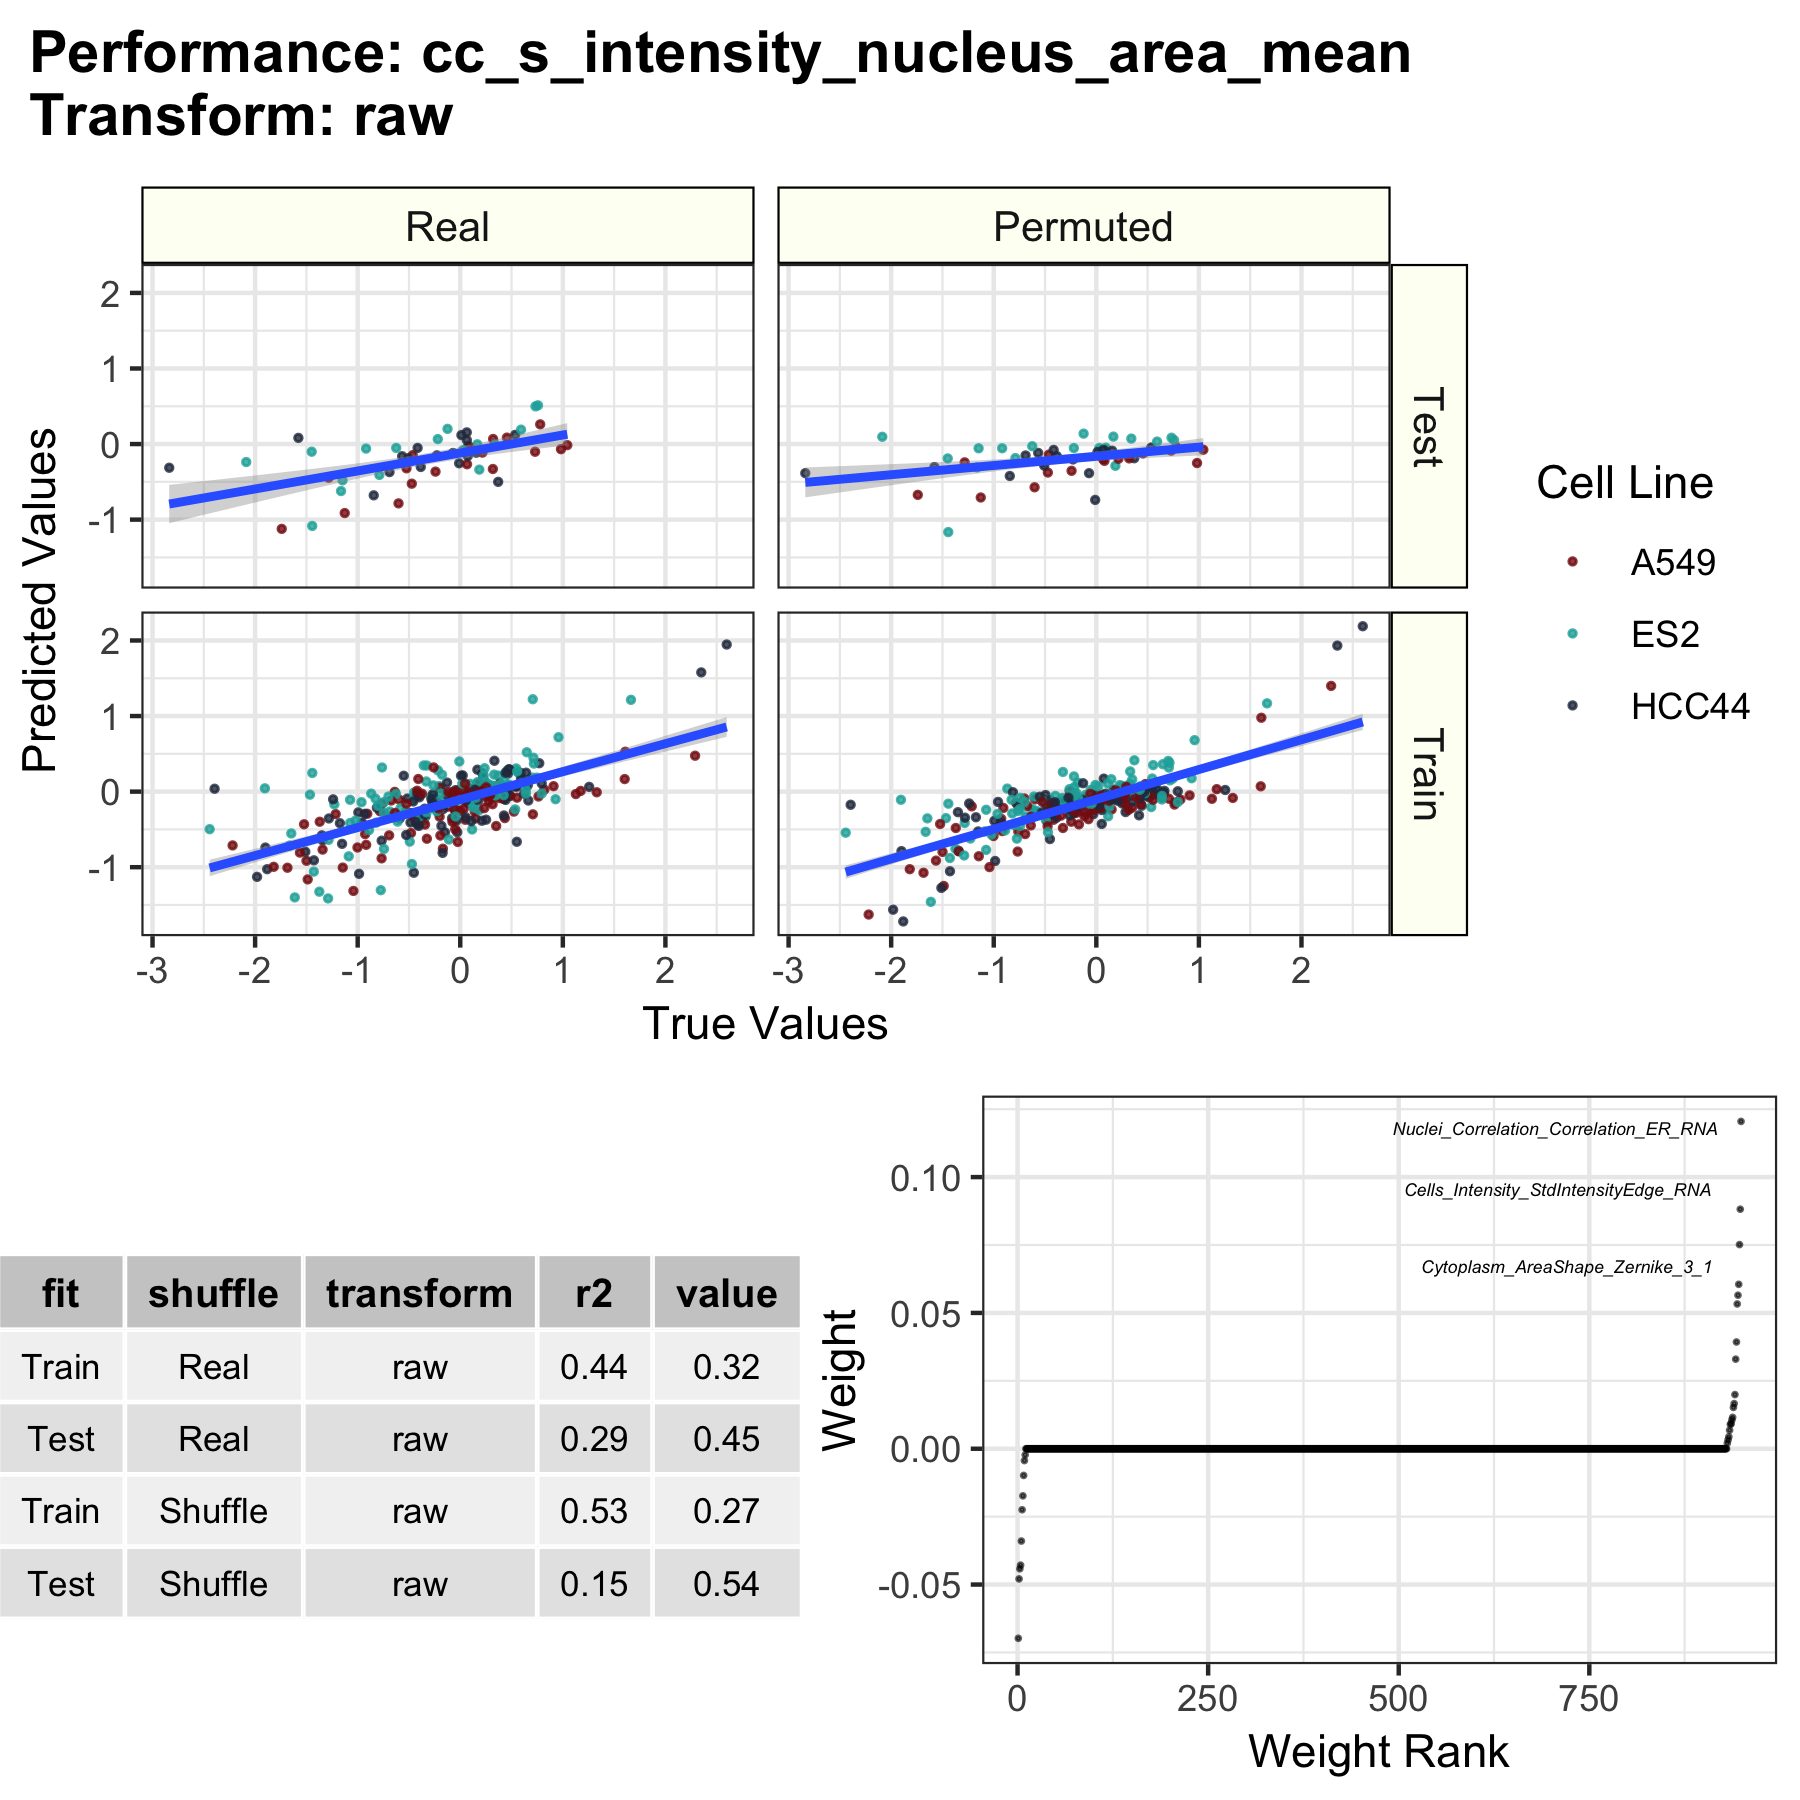 Performance: cc_s_intensity_nucleus_area_mean
Transform: raw
Real
Permuted
2
1
0
-1
Test
2
1
0
-1
Train
Predicted Values
-3 -2 -1 0 1 2
-3 -2 -1 0 1 2
True Values
Cell Line
A549
ES2
HCC44
fit shuffle transform r2 value
Train Real raw 0.44 0.32
Test Real raw 0.29 0.45
Train Shuffle raw 0.53 0.27
Test Shuffle raw 0.15 0.54
Nuclei_Correlation_Correlation_ER_RNA
Cells_Intensity_StdIntensityEdge_RNA
Cytoplasm_AreaShape_Zernike_3_1
0.10
0.05
0.00
-0.05
Weight
0 250 500 750
Weight Rank